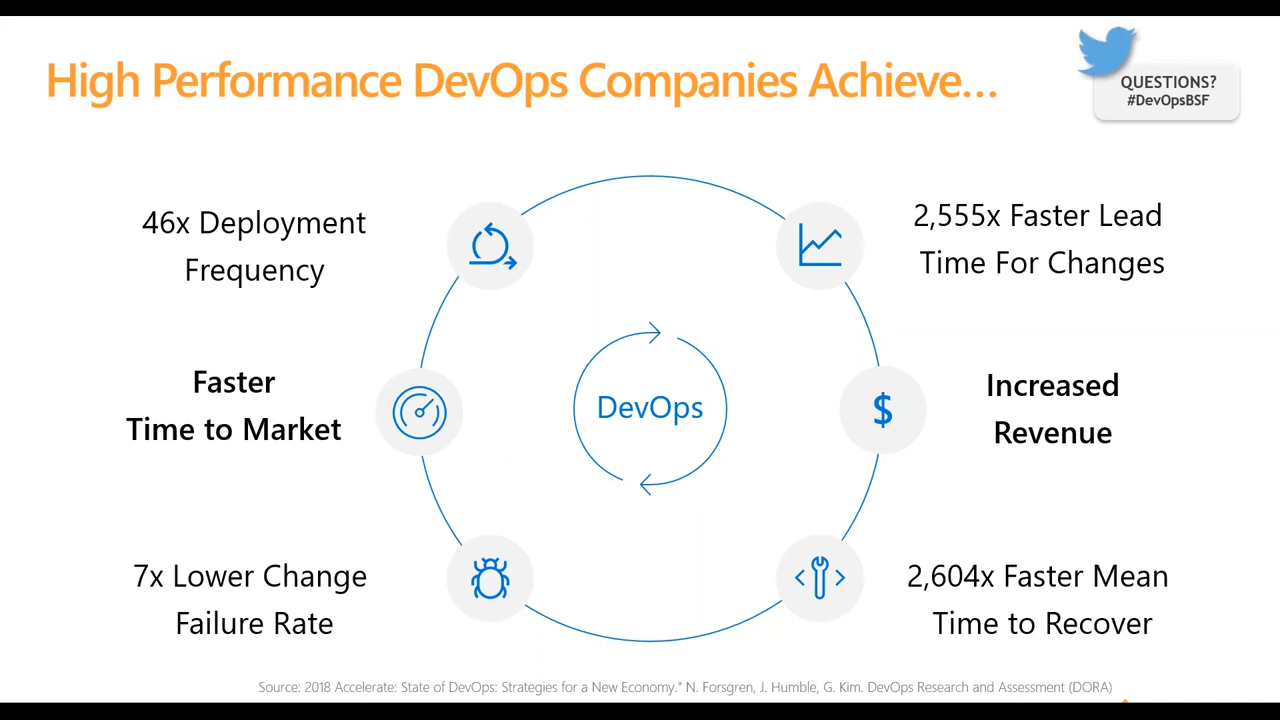 High Performance DevOps Companies Achieve...
QUESTIONS?
#DevOpsBSF
46x Deployment
Frequency
2,555x Faster Lead
Time For Changes
Faster
Time to Market
DevOps
$
Increased
Revenue
7x Lower Change
Failure Rate
2,604x Faster Mean
Time to Recover
Source: 2018 Accelerate: State of DevOps: Strategies for a New Economy." N. Forsgren, J. Humble, G. Kim. DevOps Research and Assessment (DORA)